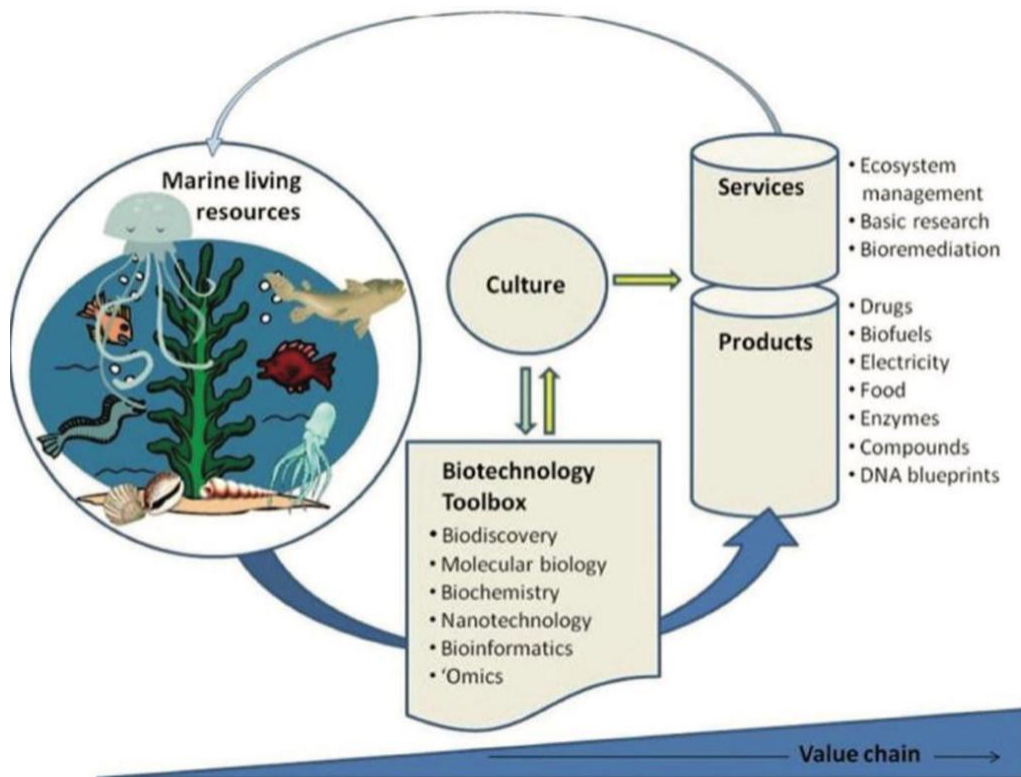 Marine living
resources
Culture
Biotechnology
Toolbox
• Biodiscovery
• Molecular biology
• Biochemistry
• Nanotechnology
• Bioinformatics
• ‘Omics
Services
• Ecosystem
management
• Basic research
• Bioremediation
Products
• Drugs
• Biofuels
• Electricity
• Food
• Enzymes
• Compounds
• DNA blueprints
Value chain